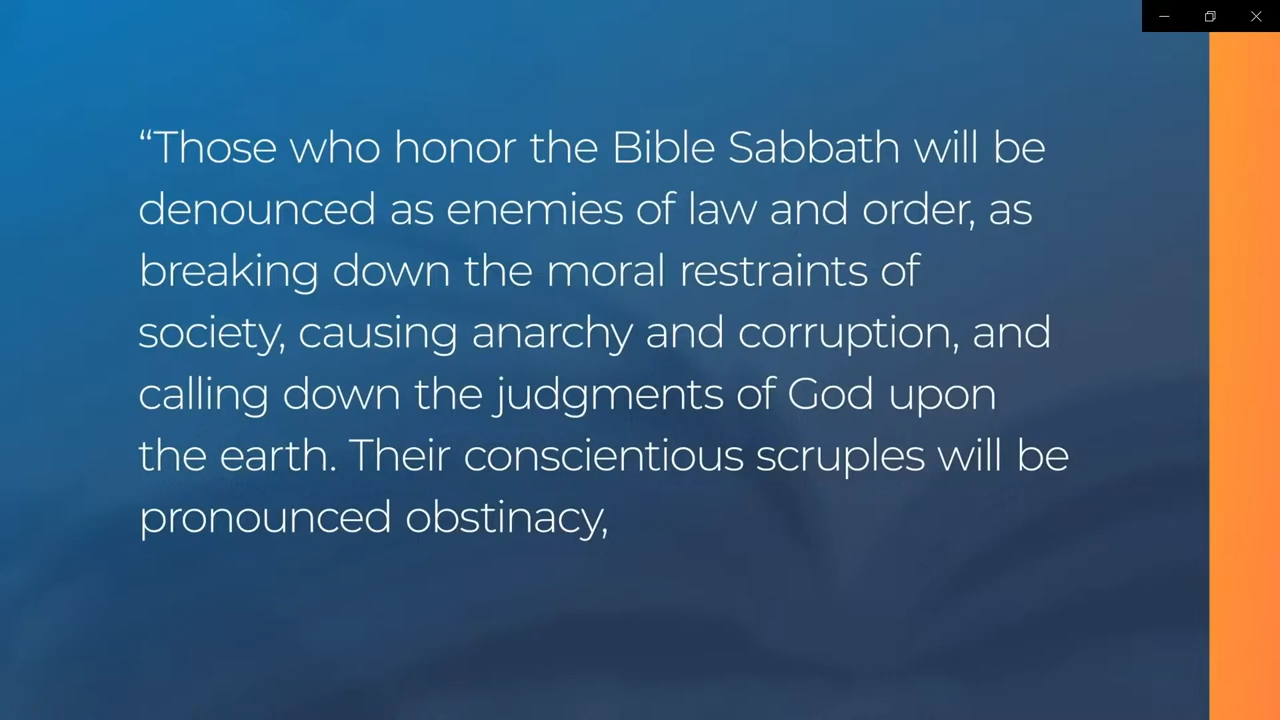 “Those who honor the Bible Sabbath will be
denounced as enemies of law and order, as
breaking down the moral restraints of
society, causing anarchy and corruption, and
calling down the judgments of God upon
the earth. Their conscientious scruples will be
pronounced obstinacy,